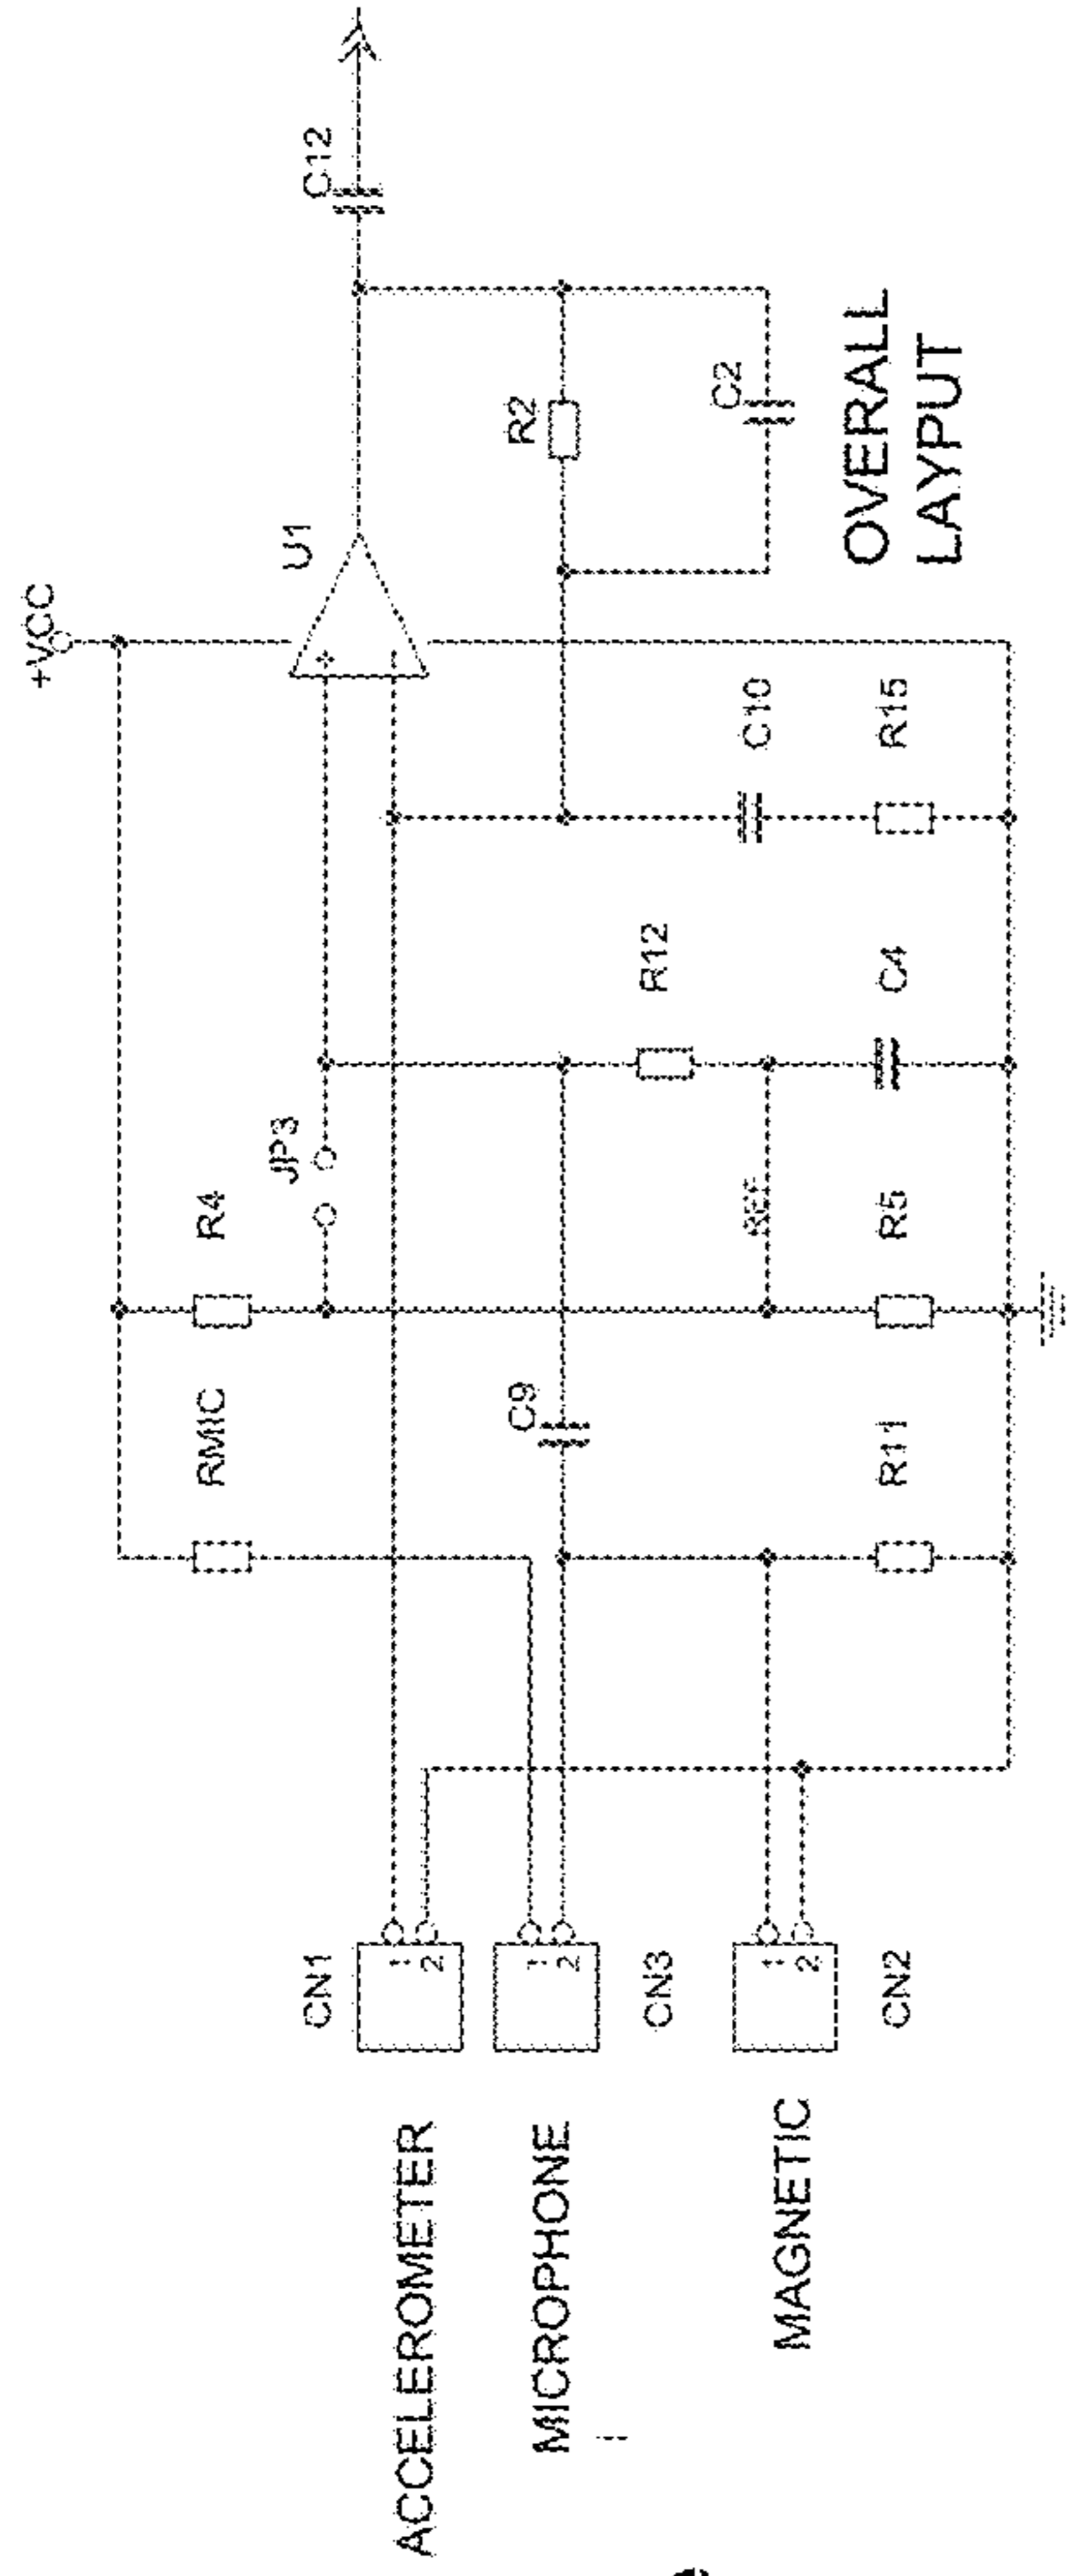 +VCC
U1
C12
R4
RMIC
JP3
CN1
ACCELEROMETER
1
2
MICROPHONE
1
2
CN3
C9
R12
R2
REF
C10
C2
MAGNETIC
1
2
CN2
R11
R5
C4
R15
OVERALL
LAYPUT